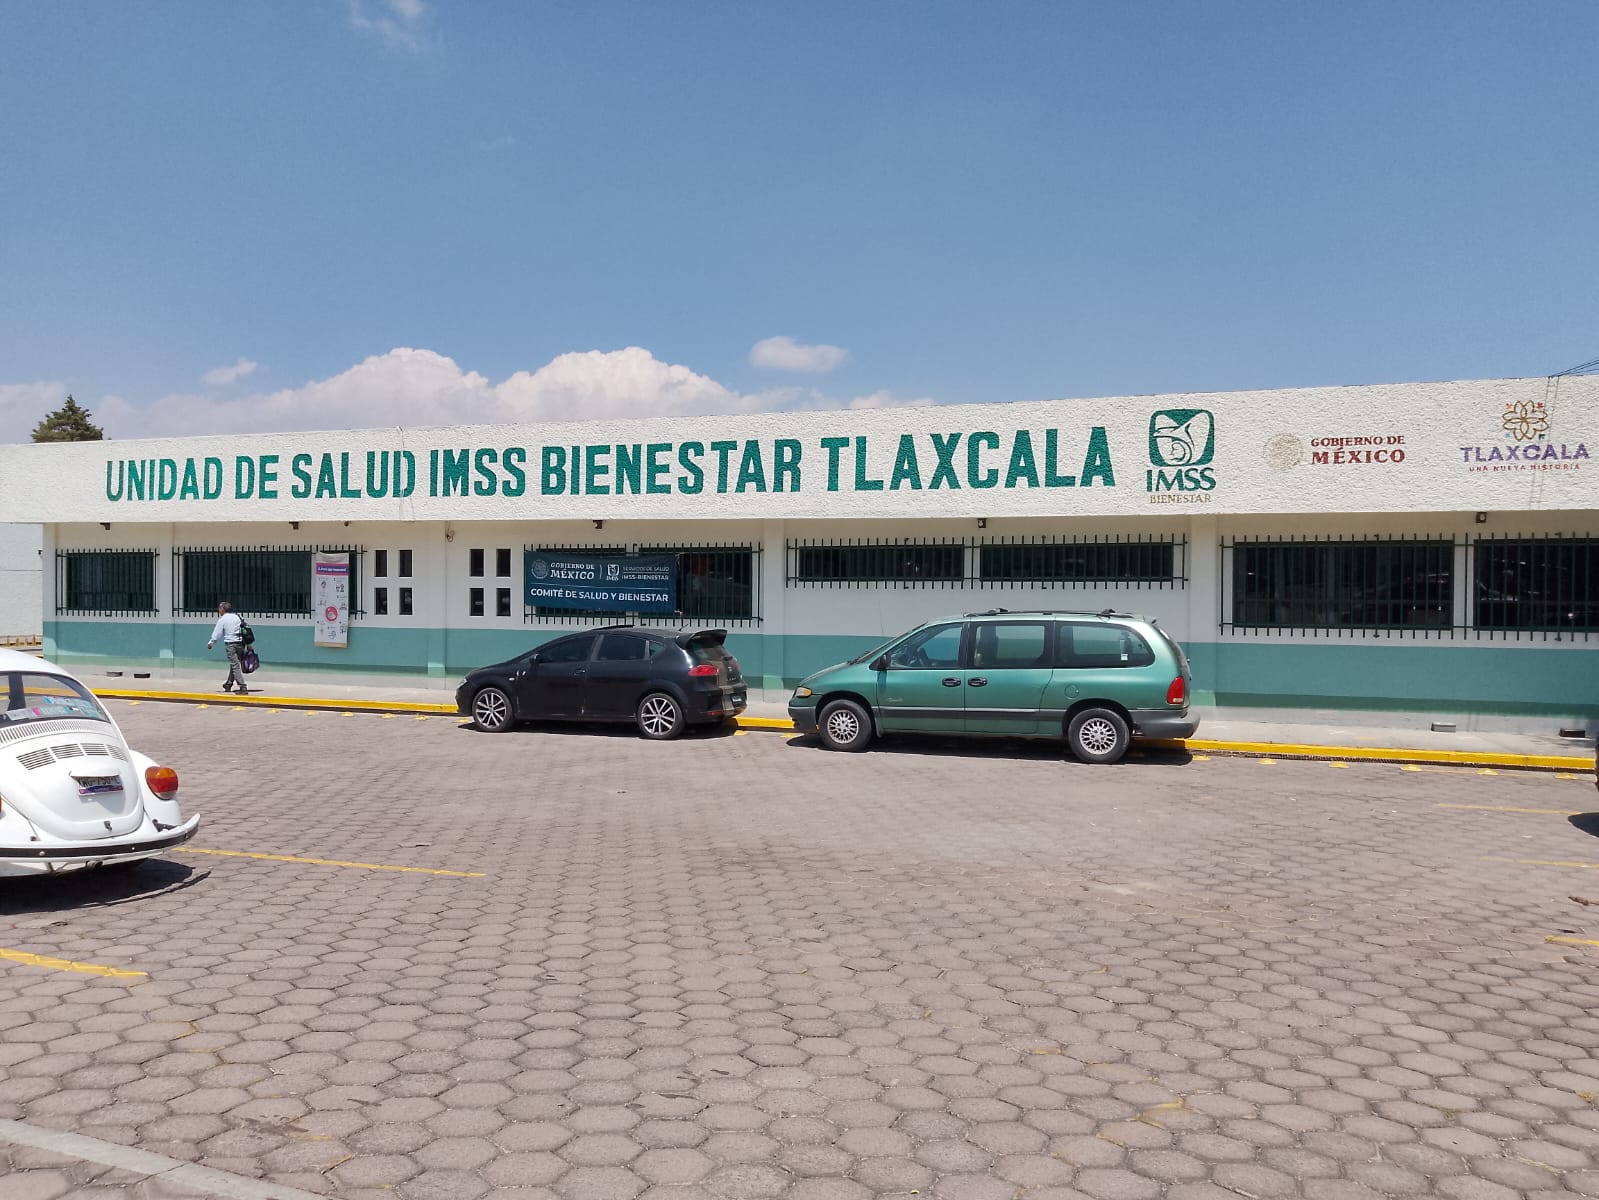 UNIDAD DE SALUD IMSS BIENESTAR TLAXCALA
IMSS
BIENESTAR
GOBIERNO DE
MÉXICO
TLAXCALA
UNA NUEVA HISTORIA
GOBIERNO DE
MÉXICO
IMSS
SERVICIOS DE SALUD
IMSS-BIENESTAR
COMITÉ DE SALUD Y BIENESTAR